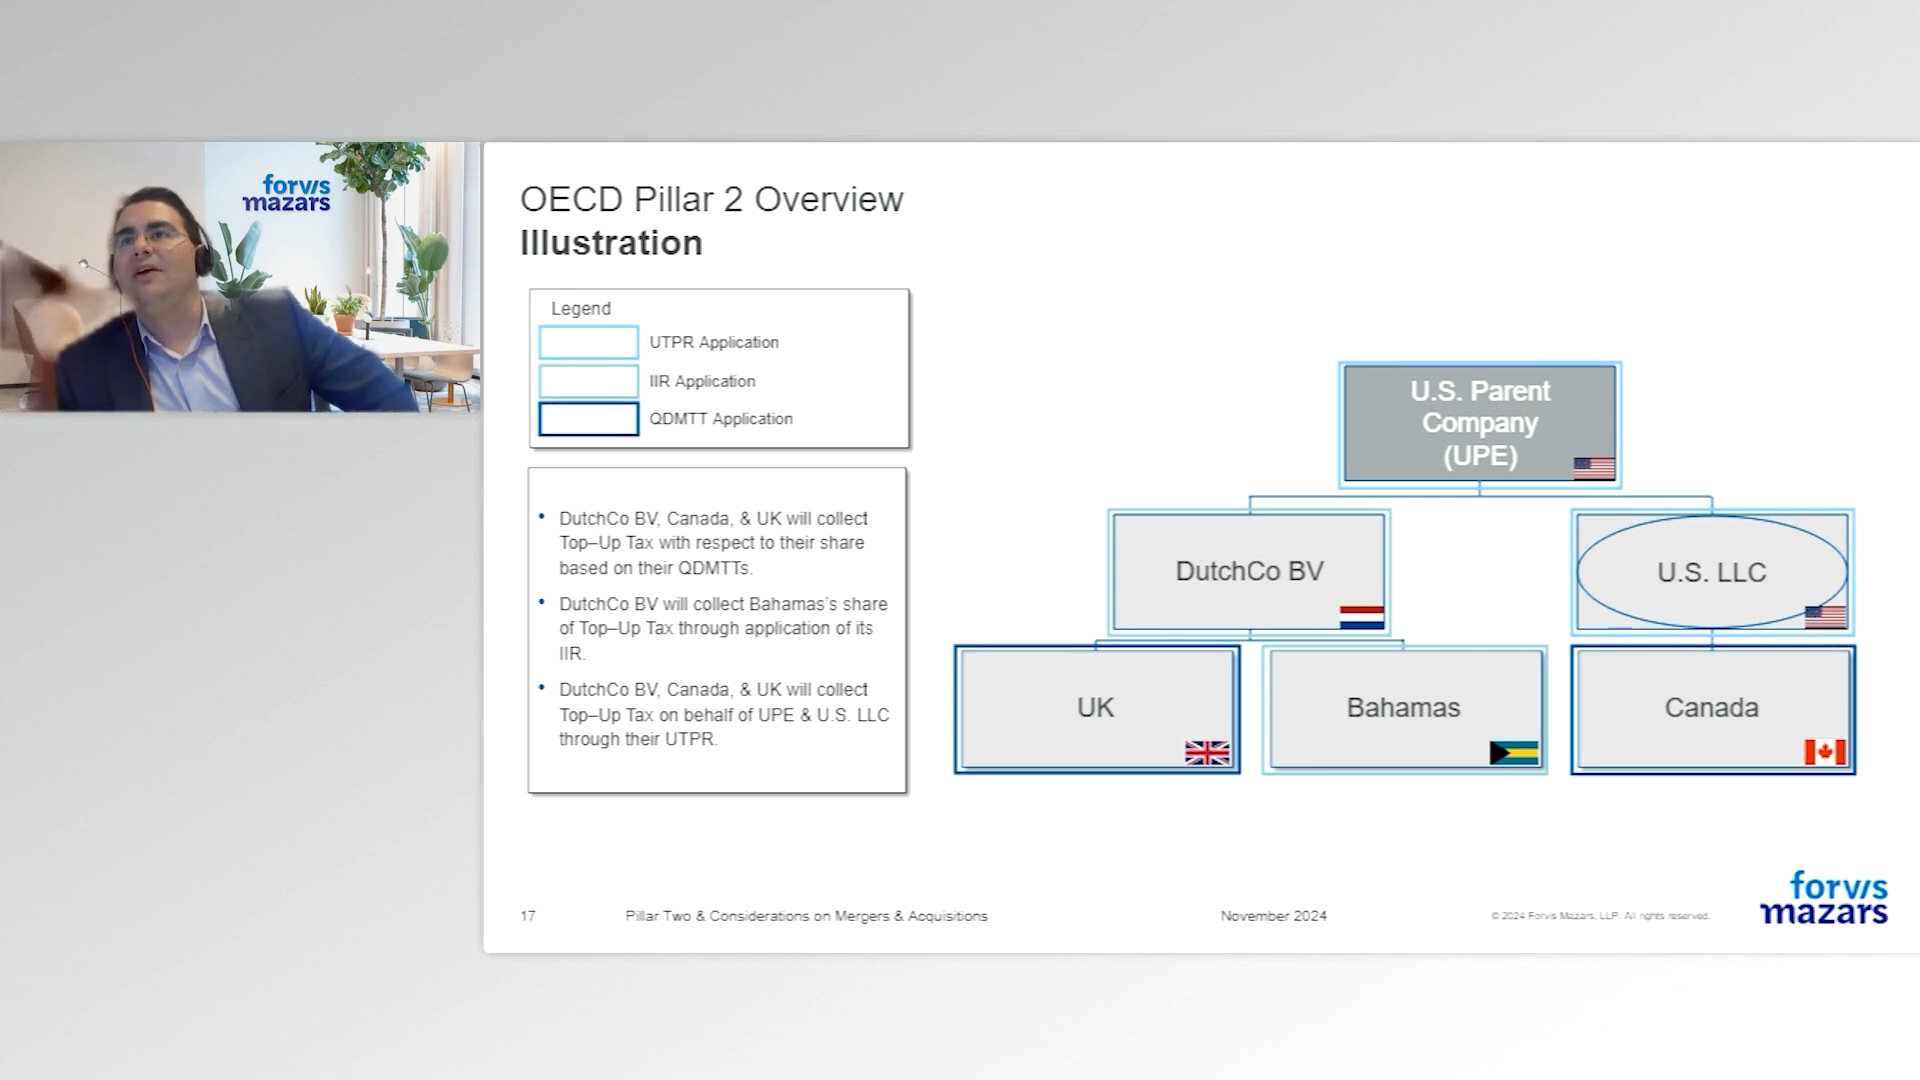 forvis
mazars
OECD Pillar 2 Overview
Illustration
Legend
UTPR Application
IIR Application
QDMTT Application
DutchCo BV, Canada, & UK will collect
Top–Up Tax with respect to their share
based on their QDMTTs.
DutchCo BV will collect Bahamas's share
of Top–Up Tax through application of its
IIR.
DutchCo BV, Canada, & UK will collect
Top–Up Tax on behalf of UPE & U.S. LLC
through their UTPR.
U.S. Parent
Company
(UPE)
DutchCo BV
U.S. LLC
UK
Bahamas
Canada
17
Pillar Two & Considerations on Mergers & Acquisitions
November 2024
© 2024 Forvis Mazars, LLP. All rights reserved.
forvis
mazars